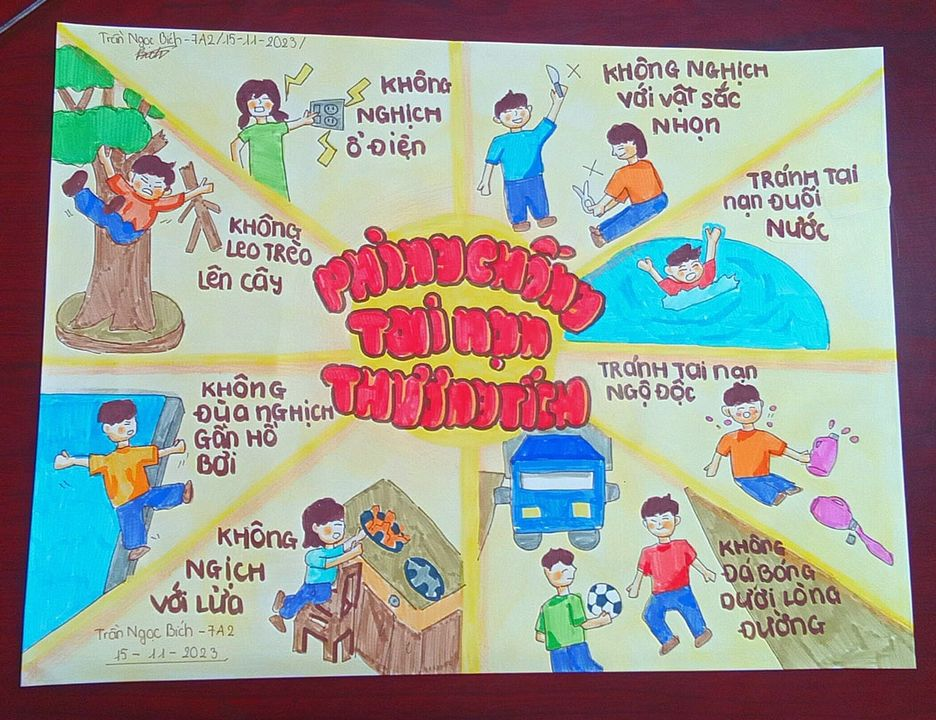 Trần Ngọc Bích - 7A2/15-11-2023/
KHÔNG
NGHỊCH
Ổ ĐIỆN
KHÔNG NGHỊCH
VỚI VẬT SẮC
NHỌN
TRÁNH TAI
NẠN ĐUỐI
NƯỚC
KHÔNG
LEO TRÈO
LÊN CÂY
PHÒNG CHỐNG
TAI NẠN
THƯƠNG TÍCH
TRÁNH TAI NẠN
NGỘ ĐỘC
KHÔNG
ĐÙA NGHỊCH
GẦN HỒ
BƠI
KHÔNG
NGỊCH
VỚI LỬA
KHÔNG
ĐÁ BÓNG
DƯỚI LÒNG
ĐƯỜNG
Trần Ngọc Bích - 7A2
15 - 11 - 2023